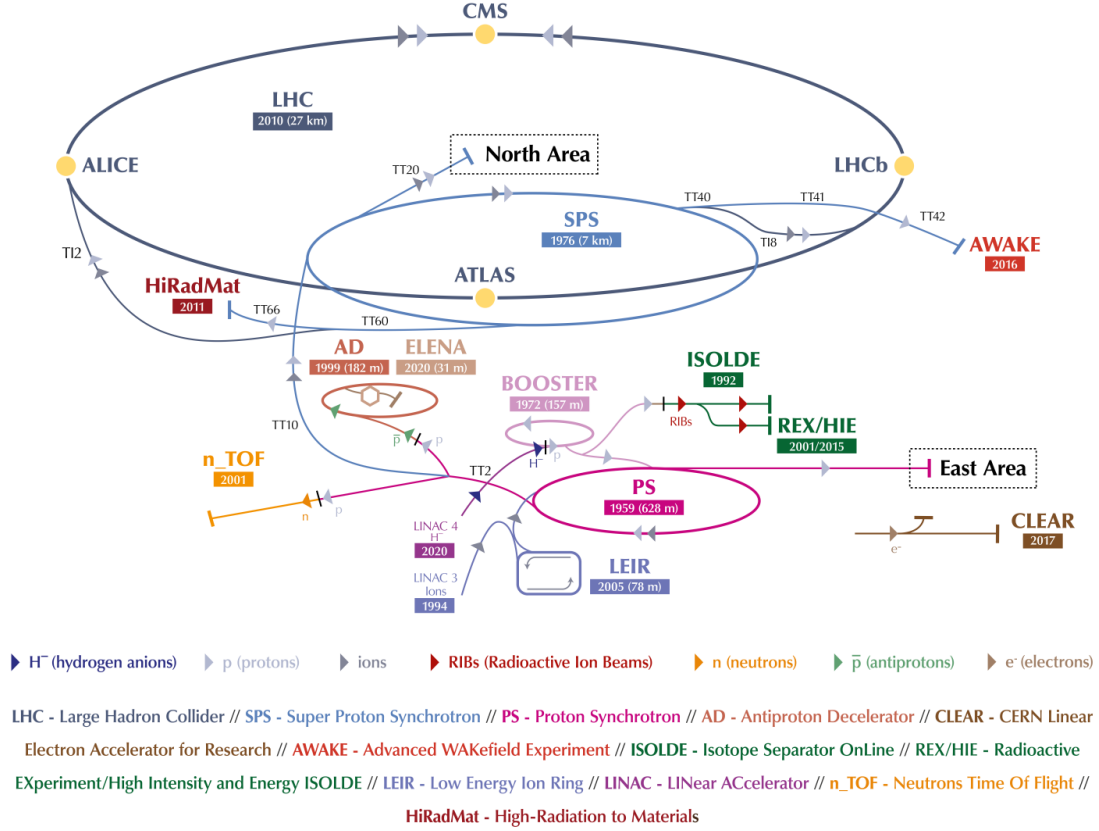 CMS
LHC
2010 (27 km)
North Area
ALICE
LHCb
TT20
TT40
TT41
SPS
TT42
1976 (7 km)
TI8
AWAKE
2016
TI2
ATLAS
HiRadMat
2011
TT66
TT60
AD
ELENA
1999 (182 m)
2020 (31 m)
ISOLDE
1992
BOOSTER
1972 (157 m)
RIBs
REX/HIE
2001/2015
TT10
p̅
p
p
H⁻
n_TOF
2001
TT2
East Area
PS
1959 (628 m)
n
p
LINAC 4
H⁻
2020
CLEAR
2017
e⁻
LINAC 3
Ions
1994
LEIR
2005 (78 m)
H⁻ (hydrogen anions)
p (protons)
ions
RIBs (Radioactive Ion Beams)
n (neutrons)
p̅ (antiprotons)
e⁻ (electrons)
LHC - Large Hadron Collider // SPS - Super Proton Synchrotron // PS - Proton Synchrotron // AD - Antiproton Decelerator // CLEAR - CERN Linear
Electron Accelerator for Research // AWAKE - Advanced WAKefield Experiment // ISOLDE - Isotope Separator OnLine // REX/HIE - Radioactive
EXperiment/High Intensity and Energy ISOLDE // LEIR - Low Energy Ion Ring // LINAC - LINear ACcelerator // n_TOF - Neutrons Time Of Flight //
HiRadMat - High-Radiation to Materials